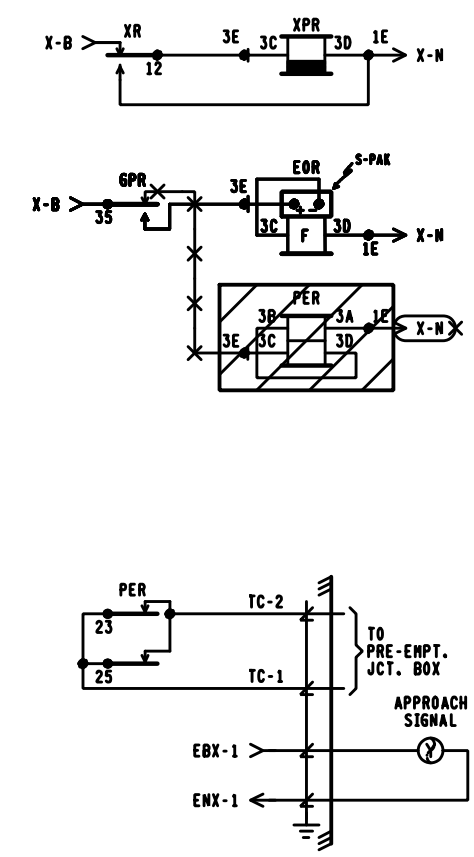 XR
X-B
12
3E
3C
XPR
3D
1E
X-N
GPR
X-B
35
3E
3C
EOR
S-PAK
+ -
F
3D
1E
X-N
PER
3B
3A
1E
X-N
3E
3C
3D
PER
23
25
TC-2
TC-1
TO
PRE-EMPT.
JCT. BOX
APPROACH
SIGNAL
EBX-1
ENX-1